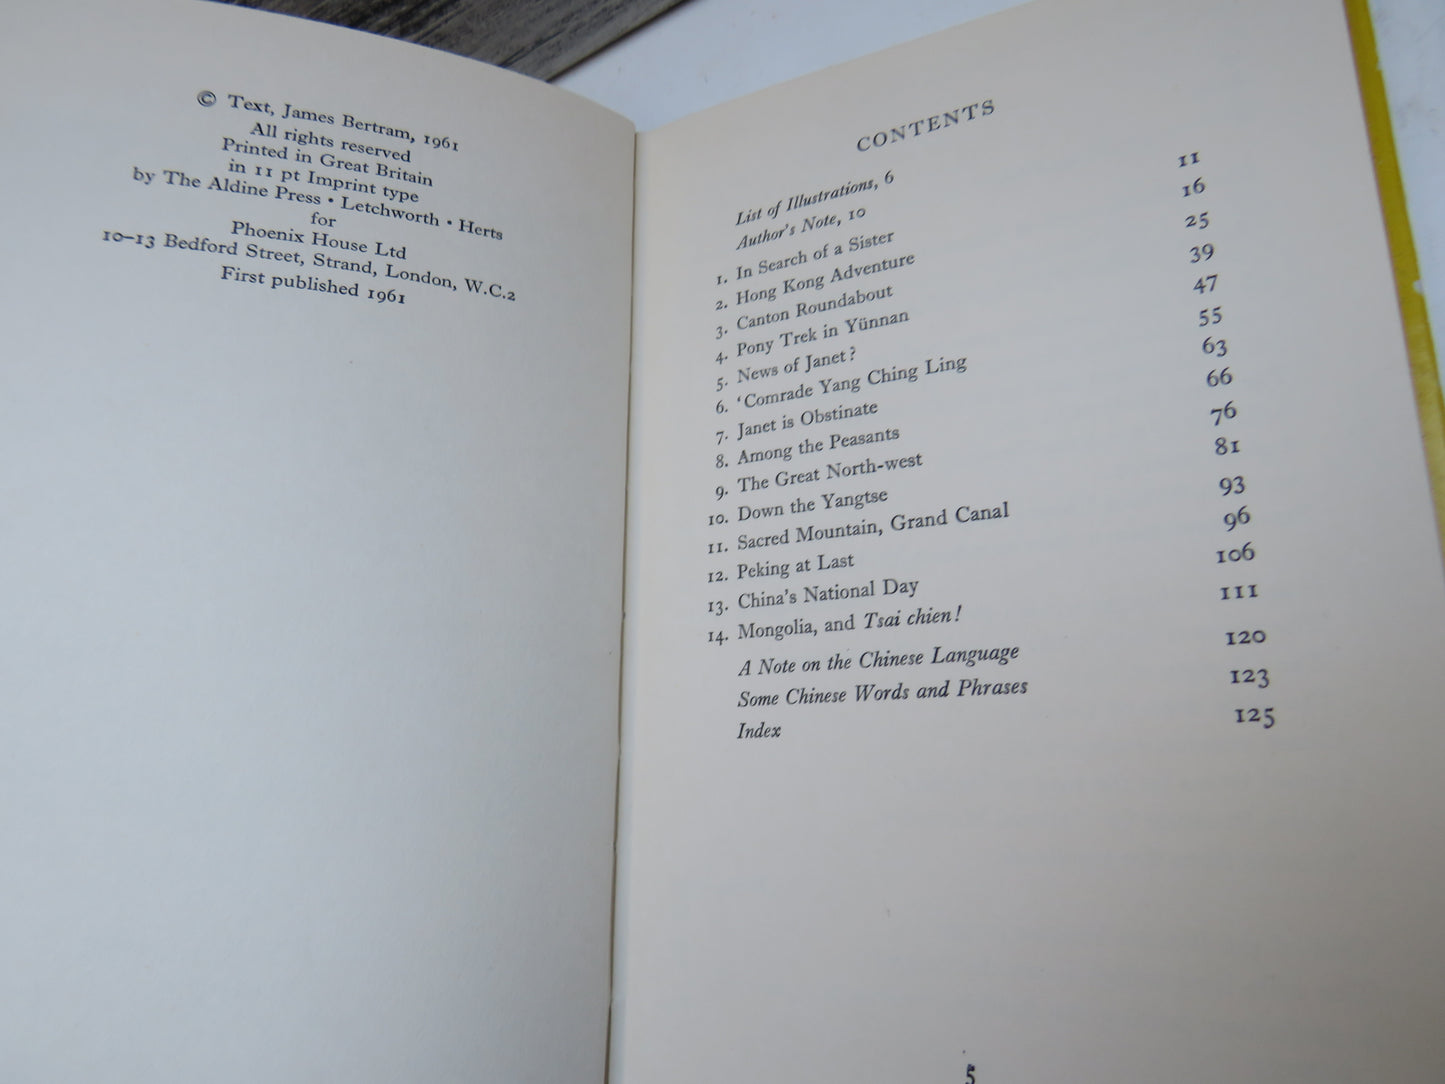 © Text, James Bertram, 1961
All rights reserved
Printed in Great Britain
in 11 pt Imprint type
by The Aldine Press • Letchworth • Herts
for
Phoenix House Ltd
10–13 Bedford Street, Strand, London, W.C.2
First published 1961
CONTENTS
List of Illustrations, 6
Author's Note, 10
1. In Search of a Sister 11
2. Hong Kong Adventure 16
3. Canton Roundabout 25
4. Pony Trek in Yünnan 39
5. News of Janet? 47
6. 'Comrade Yang Ching Ling 55
7. Janet is Obstinate 63
8. Among the Peasants 66
9. The Great North-west 76
10. Down the Yangtse 81
11. Sacred Mountain, Grand Canal 93
12. Peking at Last 96
13. China's National Day 106
14. Mongolia, and Tsai chien! 111
A Note on the Chinese Language 120
Some Chinese Words and Phrases 123
Index 125
5